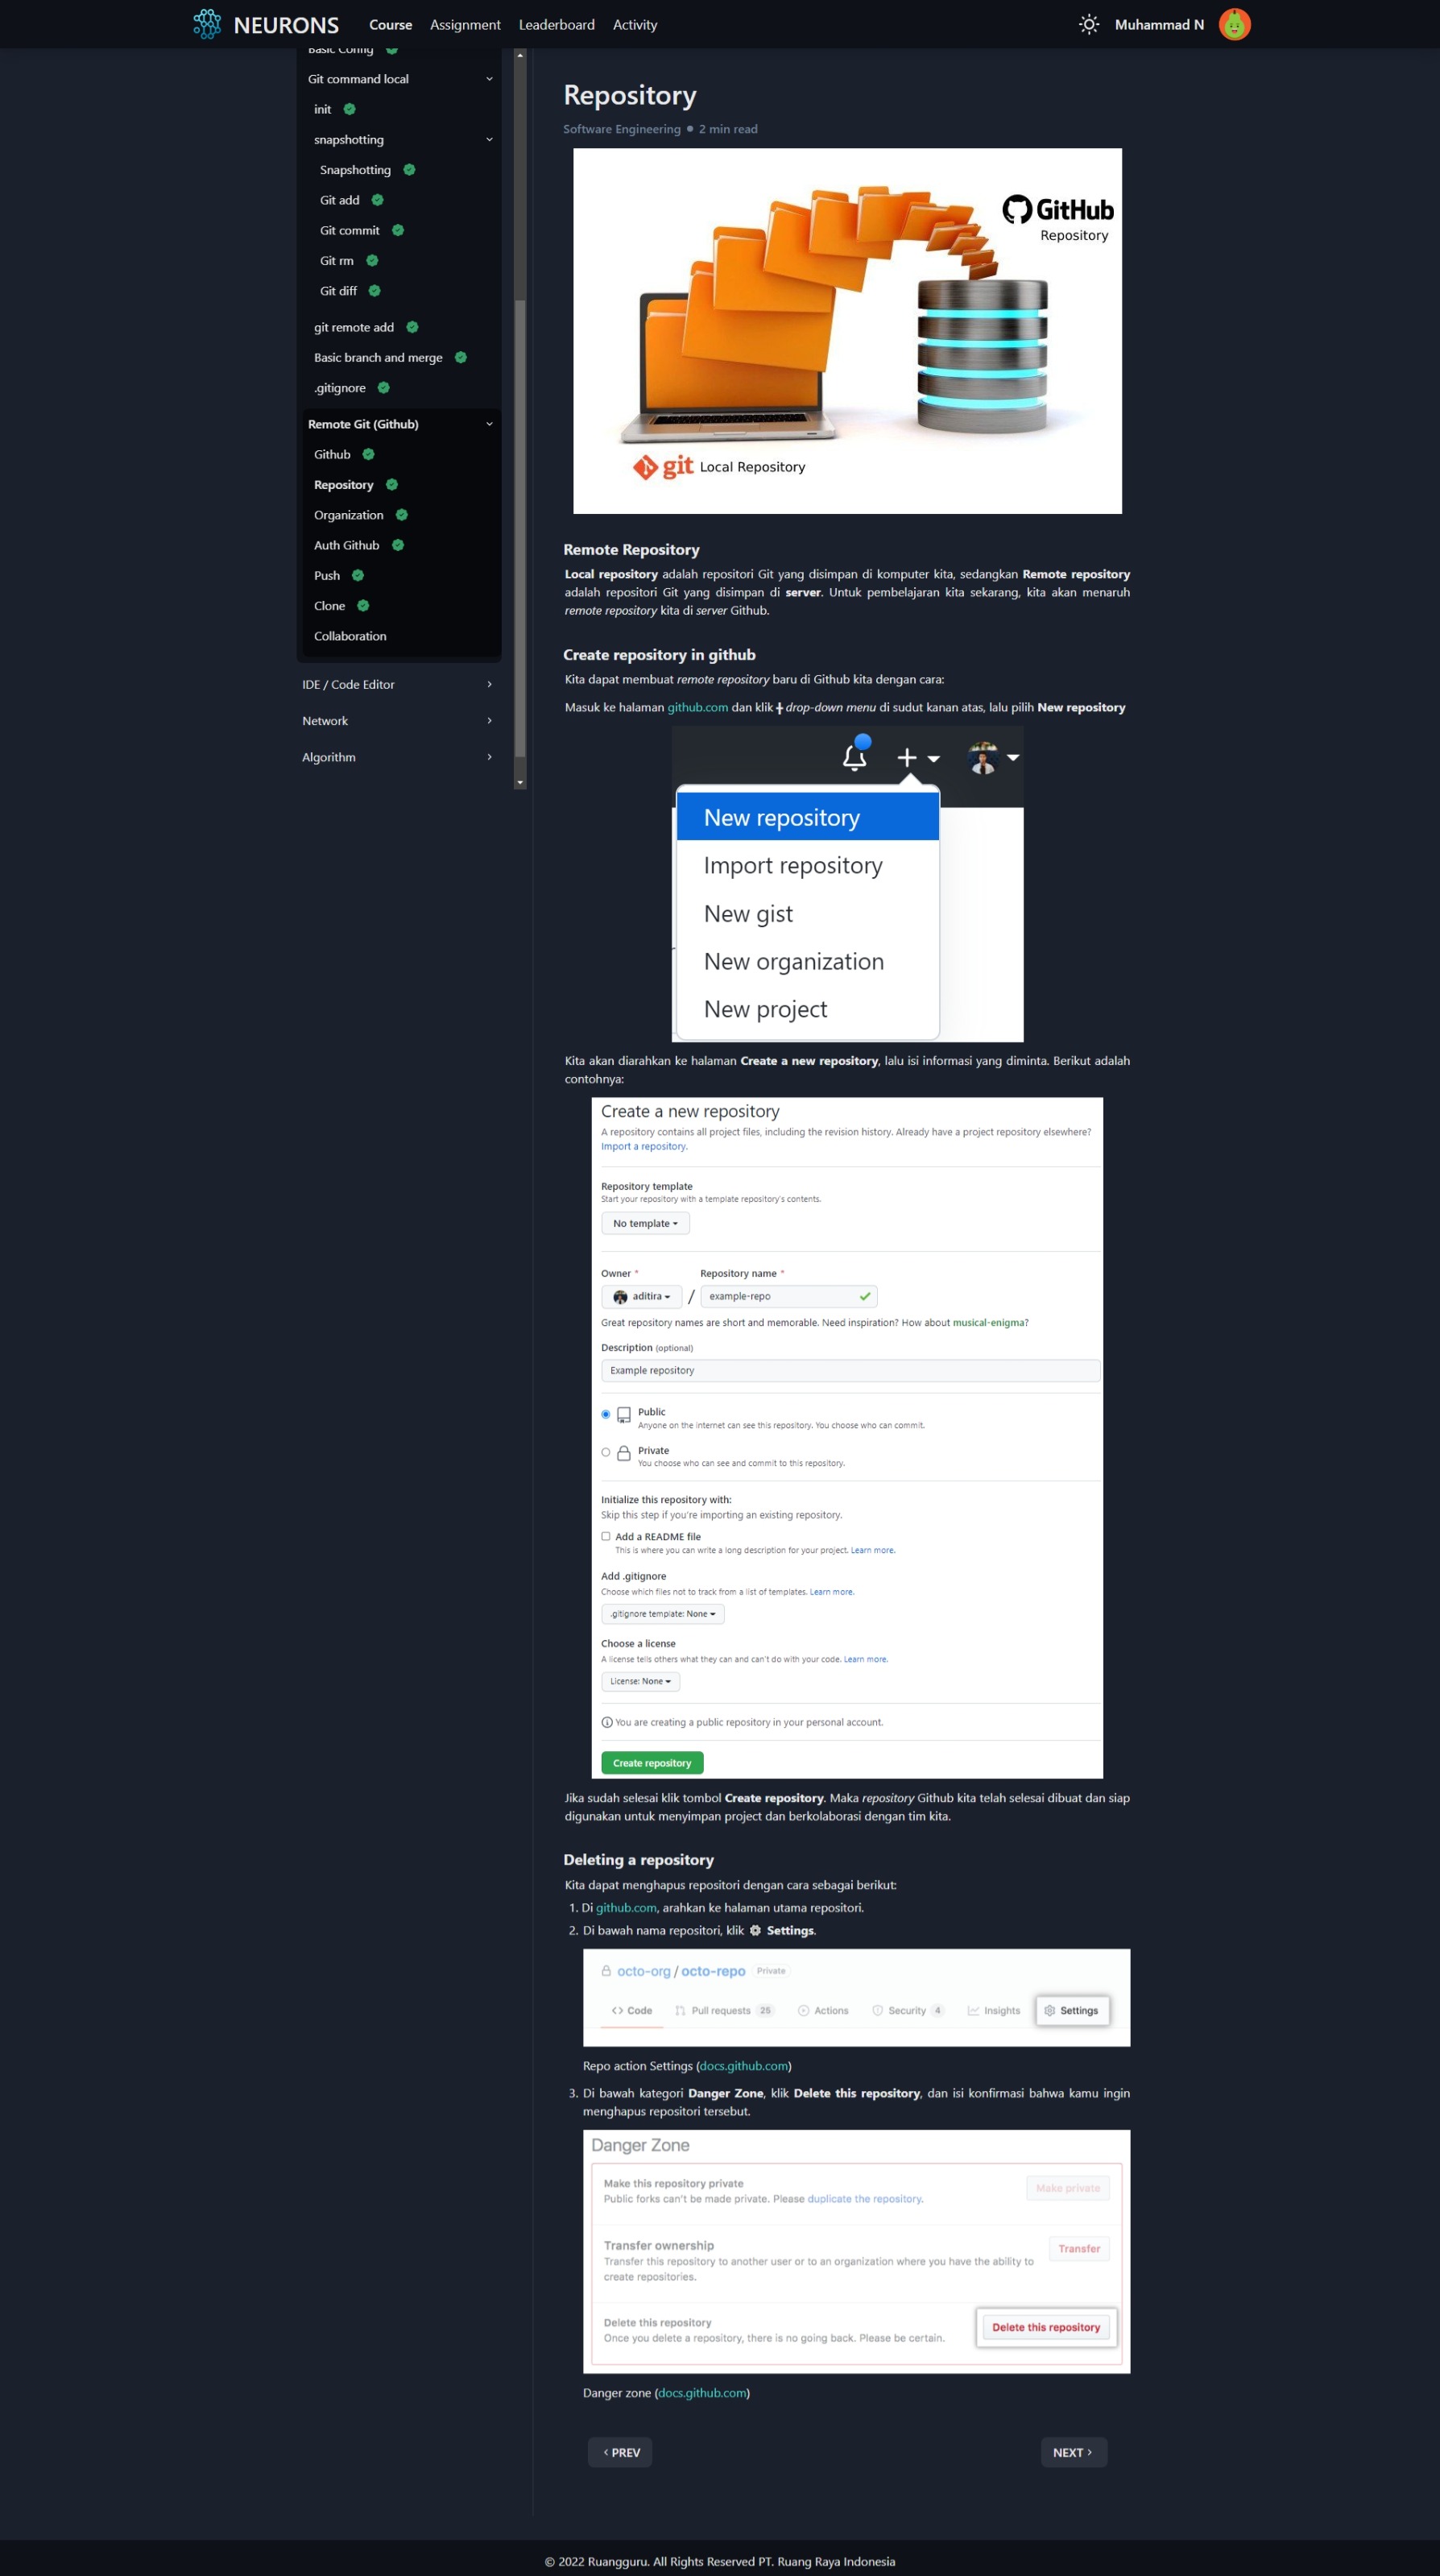 NEURONS
Course
Assignment
Leaderboard
Activity
Muhammad N
Basic Config
Git command local
init
snapshotting
Snapshotting
Git add
Git commit
Git rm
Git diff
git remote add
Basic branch and merge
.gitignore
Remote Git (Github)
Github
Repository
Organization
Auth Github
Push
Clone
Collaboration
IDE / Code Editor
Network
Algorithm
Repository
Software Engineering • 2 min read
GitHub
Repository
git Local Repository
Remote Repository
Local repository adalah repositori Git yang disimpan di komputer kita, sedangkan Remote repository
adalah repositori Git yang disimpan di server. Untuk pembelajaran kita sekarang, kita akan menaruh
remote repository kita di server Github.
Create repository in github
Kita dapat membuat remote repository baru di Github kita dengan cara:
Masuk ke halaman github.com dan klik + drop-down menu di sudut kanan atas, lalu pilih New repository
New repository
Import repository
New gist
New organization
New project
Kita akan diarahkan ke halaman Create a new repository, lalu isi informasi yang diminta. Berikut adalah
contohnya:
Create a new repository
A repository contains all project files, including the revision history. Already have a project repository elsewhere?
Import a repository.
Repository template
Start your repository with a template repository's contents.
No template
Owner * Repository name *
aditira / example-repo
Great repository names are short and memorable. Need inspiration? How about musical-enigma?
Description (optional)
Example repository
Public
Anyone on the internet can see this repository. You choose who can commit.
Private
You choose who can see and commit to this repository.
Initialize this repository with:
Skip this step if you're importing an existing repository.
Add a README file
This is where you can write a long description for your project. Learn more.
Add .gitignore
Choose which files not to track from a list of templates. Learn more.
.gitignore template: None
Choose a license
A license tells others what they can and can't do with your code. Learn more.
License: None
You are creating a public repository in your personal account.
Create repository
Jika sudah selesai klik tombol Create repository. Maka repository Github kita telah selesai dibuat dan siap
digunakan untuk menyimpan project dan berkolaborasi dengan tim kita.
Deleting a repository
Kita dapat menghapus repositori dengan cara sebagai berikut:
1. Di github.com, arahkan ke halaman utama repositori.
2. Di bawah nama repositori, klik Settings.
octo-org / octo-repo Private
Code Pull requests 25 Actions Security 4 Insights Settings
Repo action Settings (docs.github.com)
3. Di bawah kategori Danger Zone, klik Delete this repository, dan isi konfirmasi bahwa kamu ingin
menghapus repositori tersebut.
Danger Zone
Make this repository private
Public forks can't be made private. Please duplicate the repository.
Make private
Transfer ownership
Transfer this repository to another user or to an organization where you have the ability to
create repositories.
Transfer
Delete this repository
Once you delete a repository, there is no going back. Please be certain.
Delete this repository
Danger zone (docs.github.com)
‹ PREV
NEXT ›
© 2022 Ruangguru. All Rights Reserved PT. Ruang Raya Indonesia